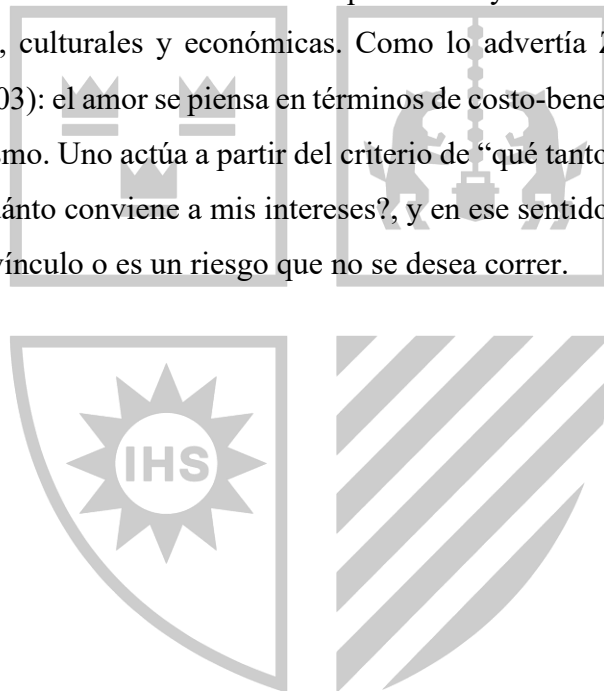 , culturales y económicas. Como lo advertía Z
03): el amor se piensa en términos de costo-bene
smo. Uno actúa a partir del criterio de “qué tanto
ánto conviene a mis intereses?, y en ese sentido
vínculo o es un riesgo que no se desea correr.
IHS